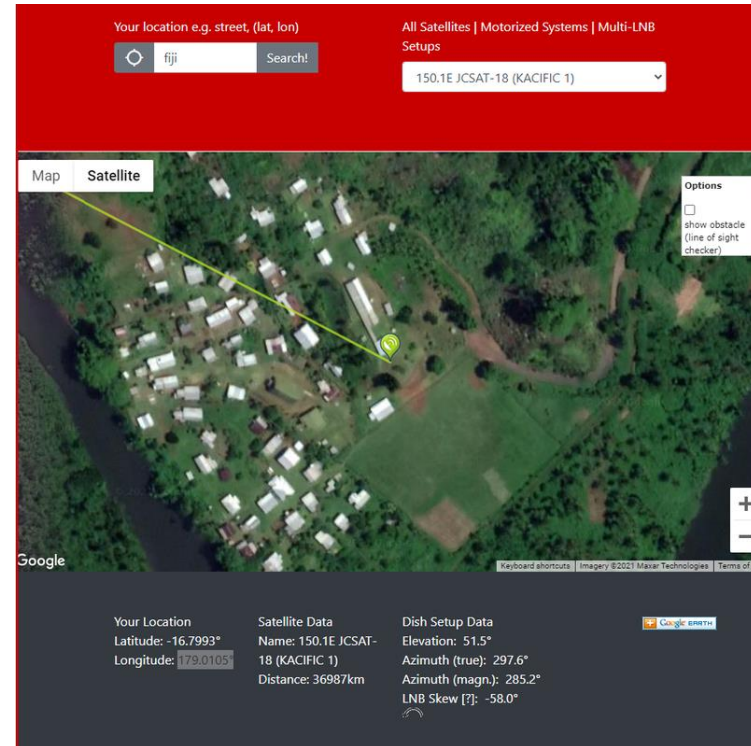 Your location e.g. street, (lat, lon)
fiji
Search!
All Satellites | Motorized Systems | Multi-LNB
Setups
150.1E JCSAT-18 (KACIFIC 1)
Map
Satellite
Options
show obstacle
(line of sight
checker)
+
−
Google
Keyboard shortcuts
Imagery ©2021 Maxar Technologies
Terms of
Your Location
Latitude: -16.7993°
Longitude: 179.0105°
Satellite Data
Name: 150.1E JCSAT-
18 (KACIFIC 1)
Distance: 36987km
Dish Setup Data
Elevation: 51.5°
Azimuth (true): 297.6°
Azimuth (magn.): 285.2°
LNB Skew [?]: -58.0°
Google EARTH